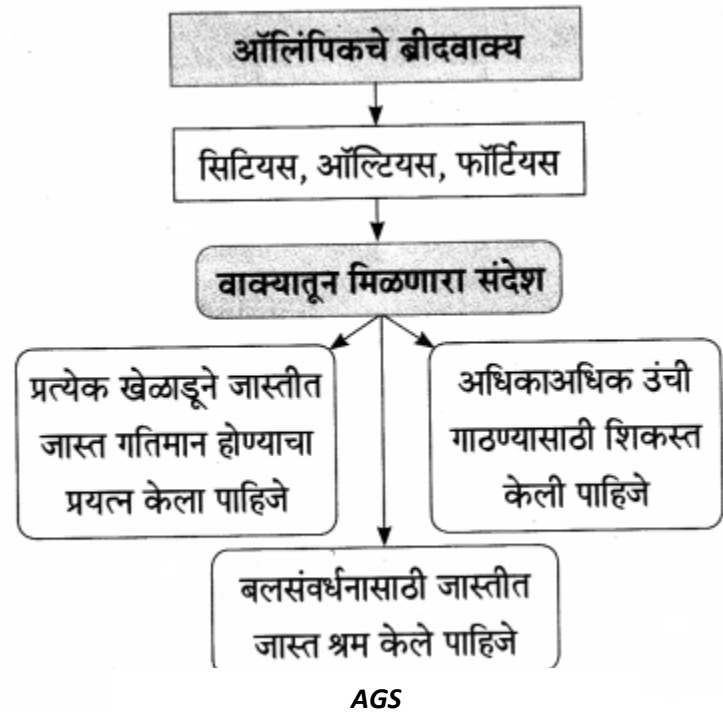 ऑलिंपिकचे ब्रीदवाक्य
सिटियस, ऑल्टियस, फॉर्टियस
वाक्यातून मिळणारा संदेश
प्रत्येक खेळाडूने जास्तीत
जास्त गतिमान होण्याचा
प्रयत्न केला पाहिजे
अधिकाअधिक उंची
गाठण्यासाठी शिकस्त
केली पाहिजे
बलसंवर्धनासाठी जास्तीत
जास्त श्रम केले पाहिजे
AGS